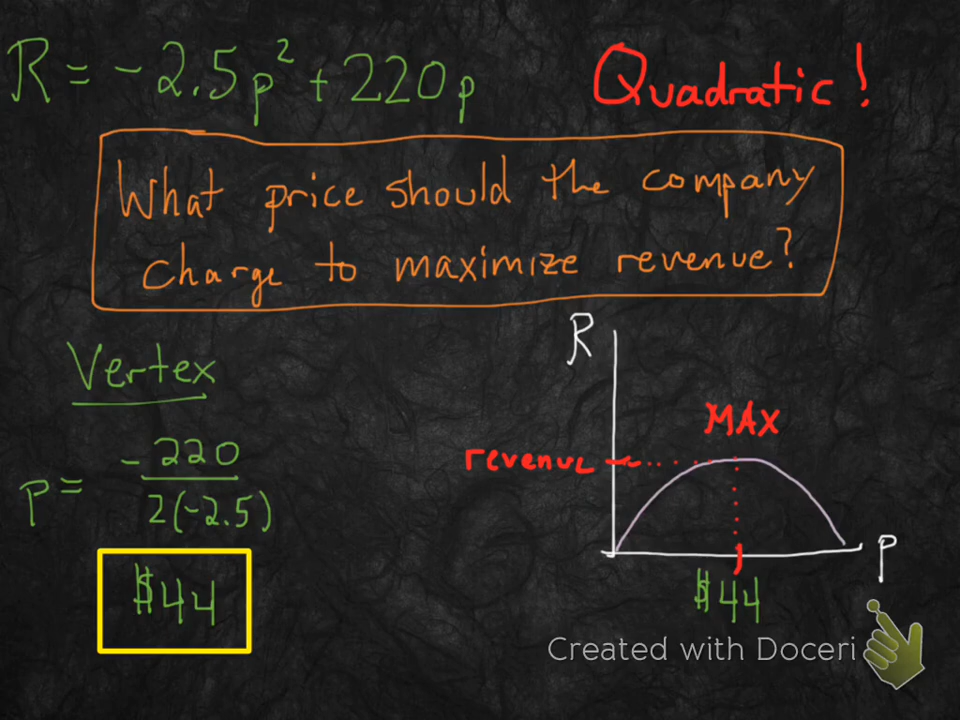 R = -2.5p² + 220p
Quadratic!
What price should the company
charge to maximize revenue?
Vertex
p = -220
2(-2.5)
$44
R
MAX
revenue
P
$44
Created with Doceri